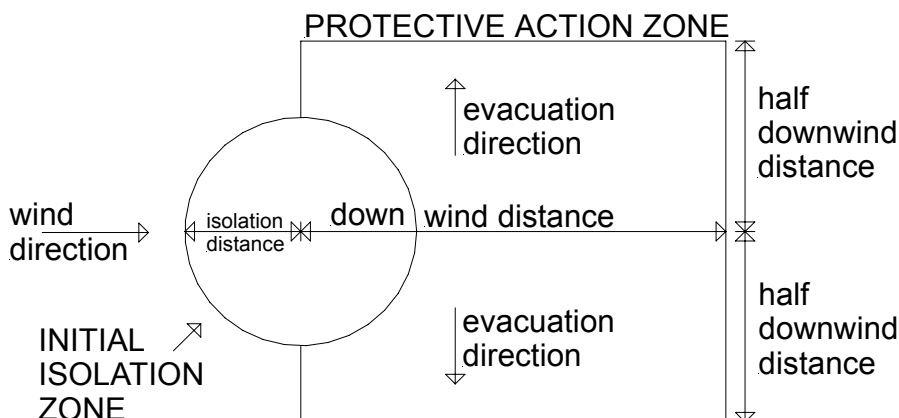 PROTECTIVE ACTION ZONE
evacuation
direction
half
downwind
distance
wind
direction
isolation
distance
down wind distance
evacuation
direction
half
downwind
distance
INITIAL
ISOLATION
ZONE